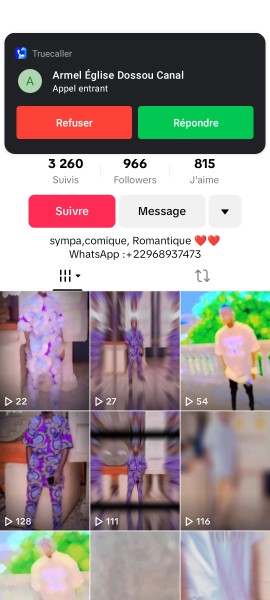 Truecaller
A
Armel Église Dossou Canal
Appel entrant
Refuser
Répondre
3 260
966
815
Suivis
Followers
J'aime
Suivre
Message
sympa,comique, Romantique ❤️❤️
WhatsApp :+22968937473
22
27
54
128
111
116